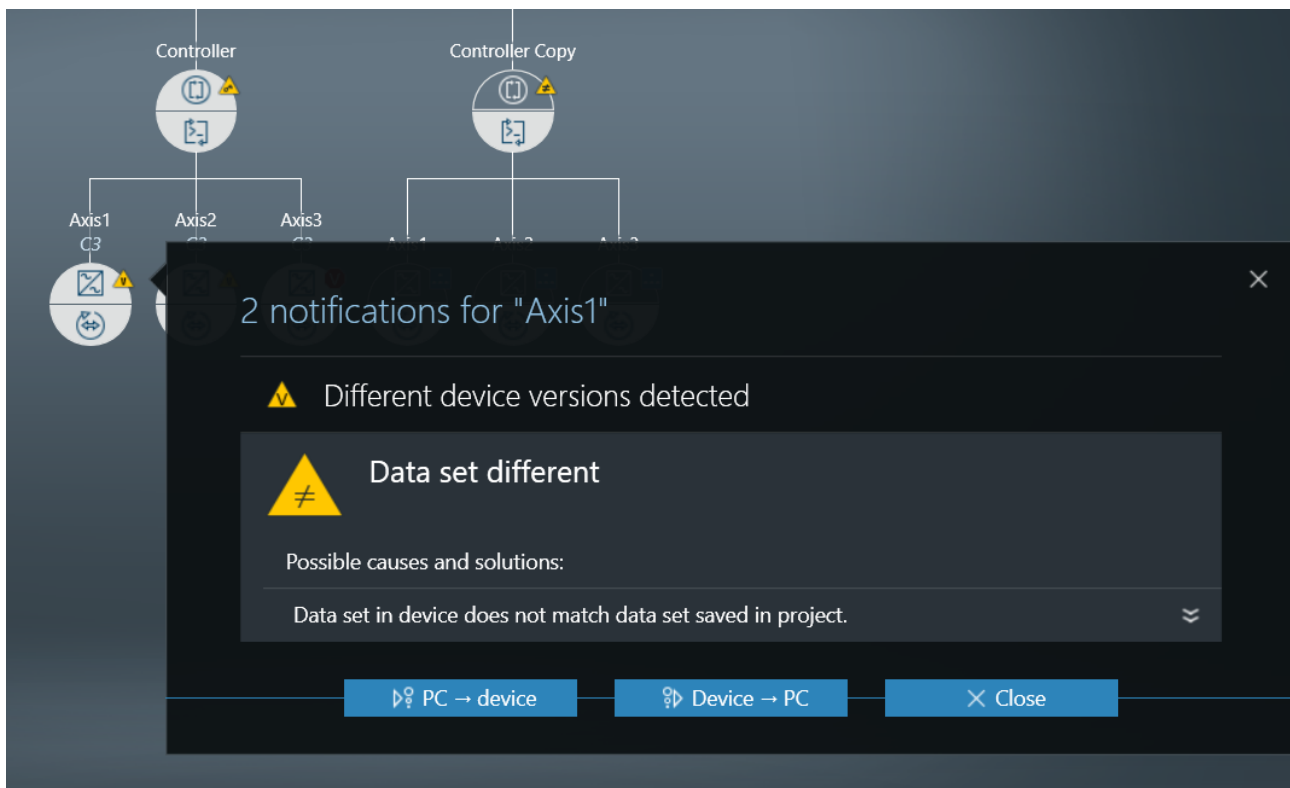 Controller
Controller Copy
Axis1
Axis2
Axis3
C3
2 notifications for "Axis1"
V
Different device versions detected
≠
Data set different
Possible causes and solutions:
Data set in device does not match data set saved in project.
PC → device
Device → PC
Close